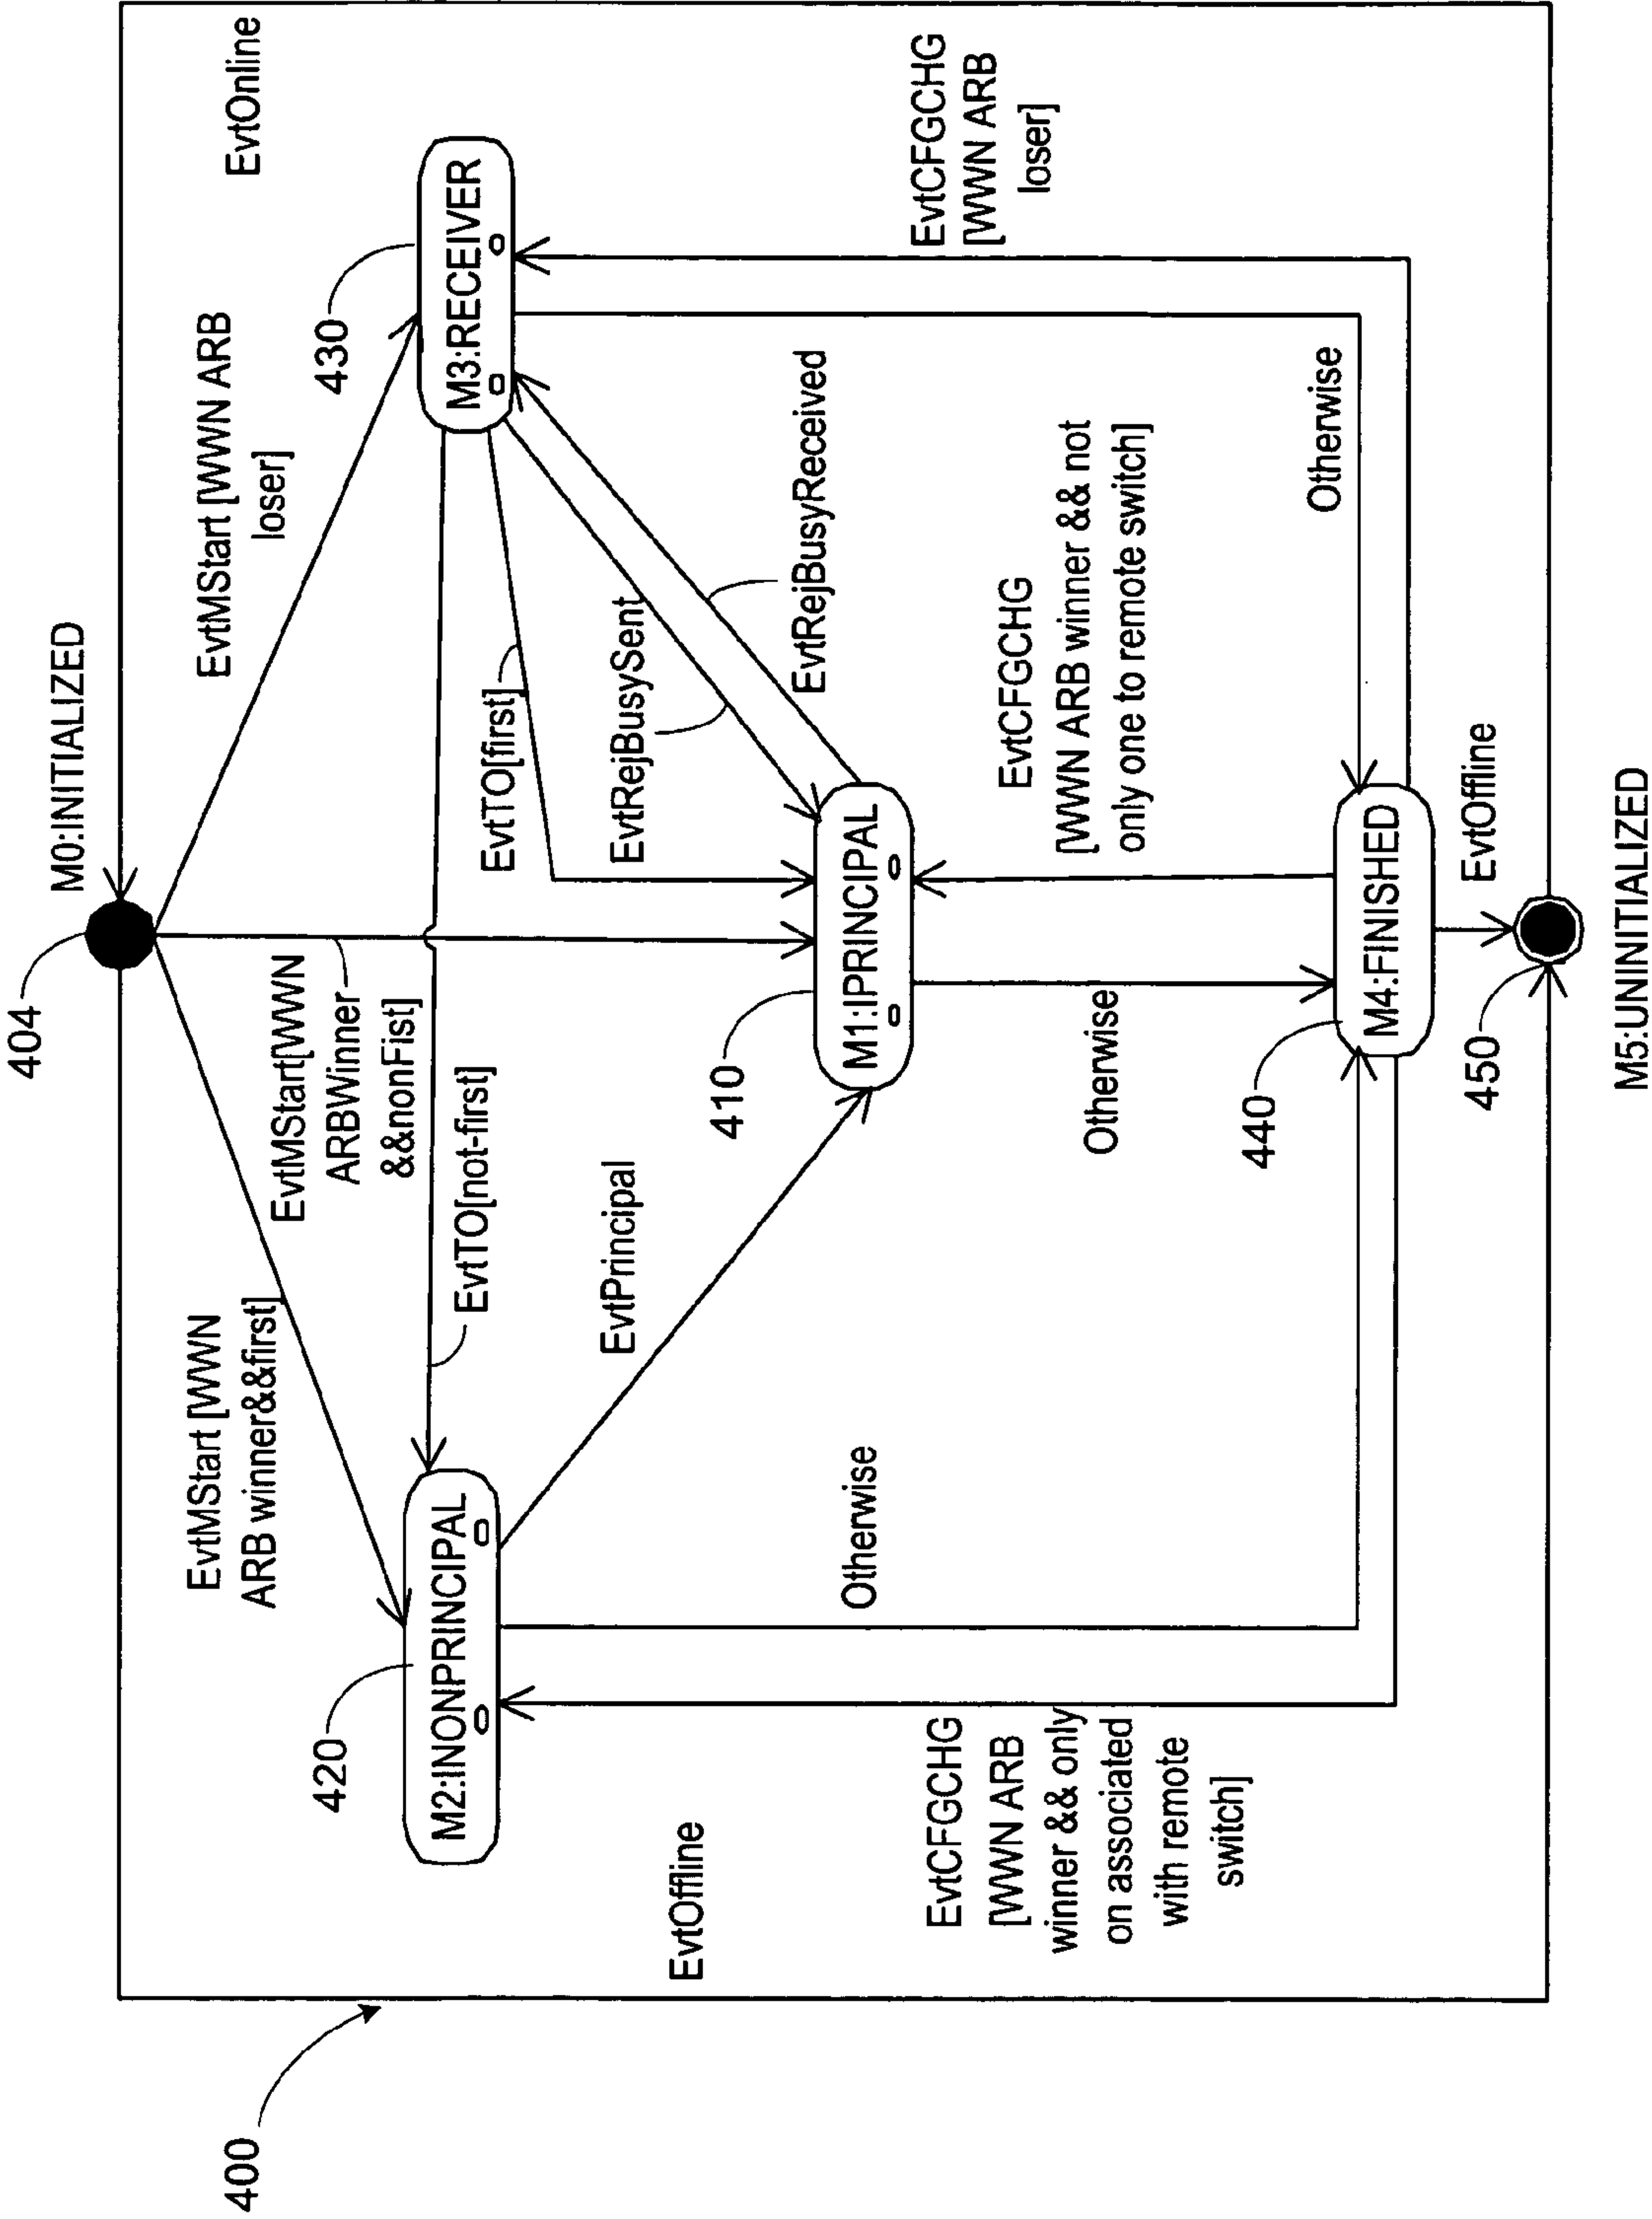 400
404
M0:INITIALIZED
EvtOnline
EvtMStart [WWN
ARB winner&&first]
EvtMStart[WWN
ARBWinner
&&nonFist]
EvtMStart [WWN ARB
loser]
420
M2:INONPRINCIPAL
430
M3:RECEIVER
EvtTO[not-first]
EvtTO[first]
EvtRejBusySent
EvtRejBusyReceived
EvtPrincipal
EvtOffline
410
M1:IPRINCIPAL
Otherwise
Otherwise
EvtCFGCHG
[WWN ARB
winner && only
on associated
with remote
switch]
EvtCFGCHG
[WWN ARB winner && not
only one to remote switch]
EvtCFGCHG
[WWN ARB
loser]
Otherwise
440
M4:FINISHED
EvtOffline
450
M5:UNINITIALIZED